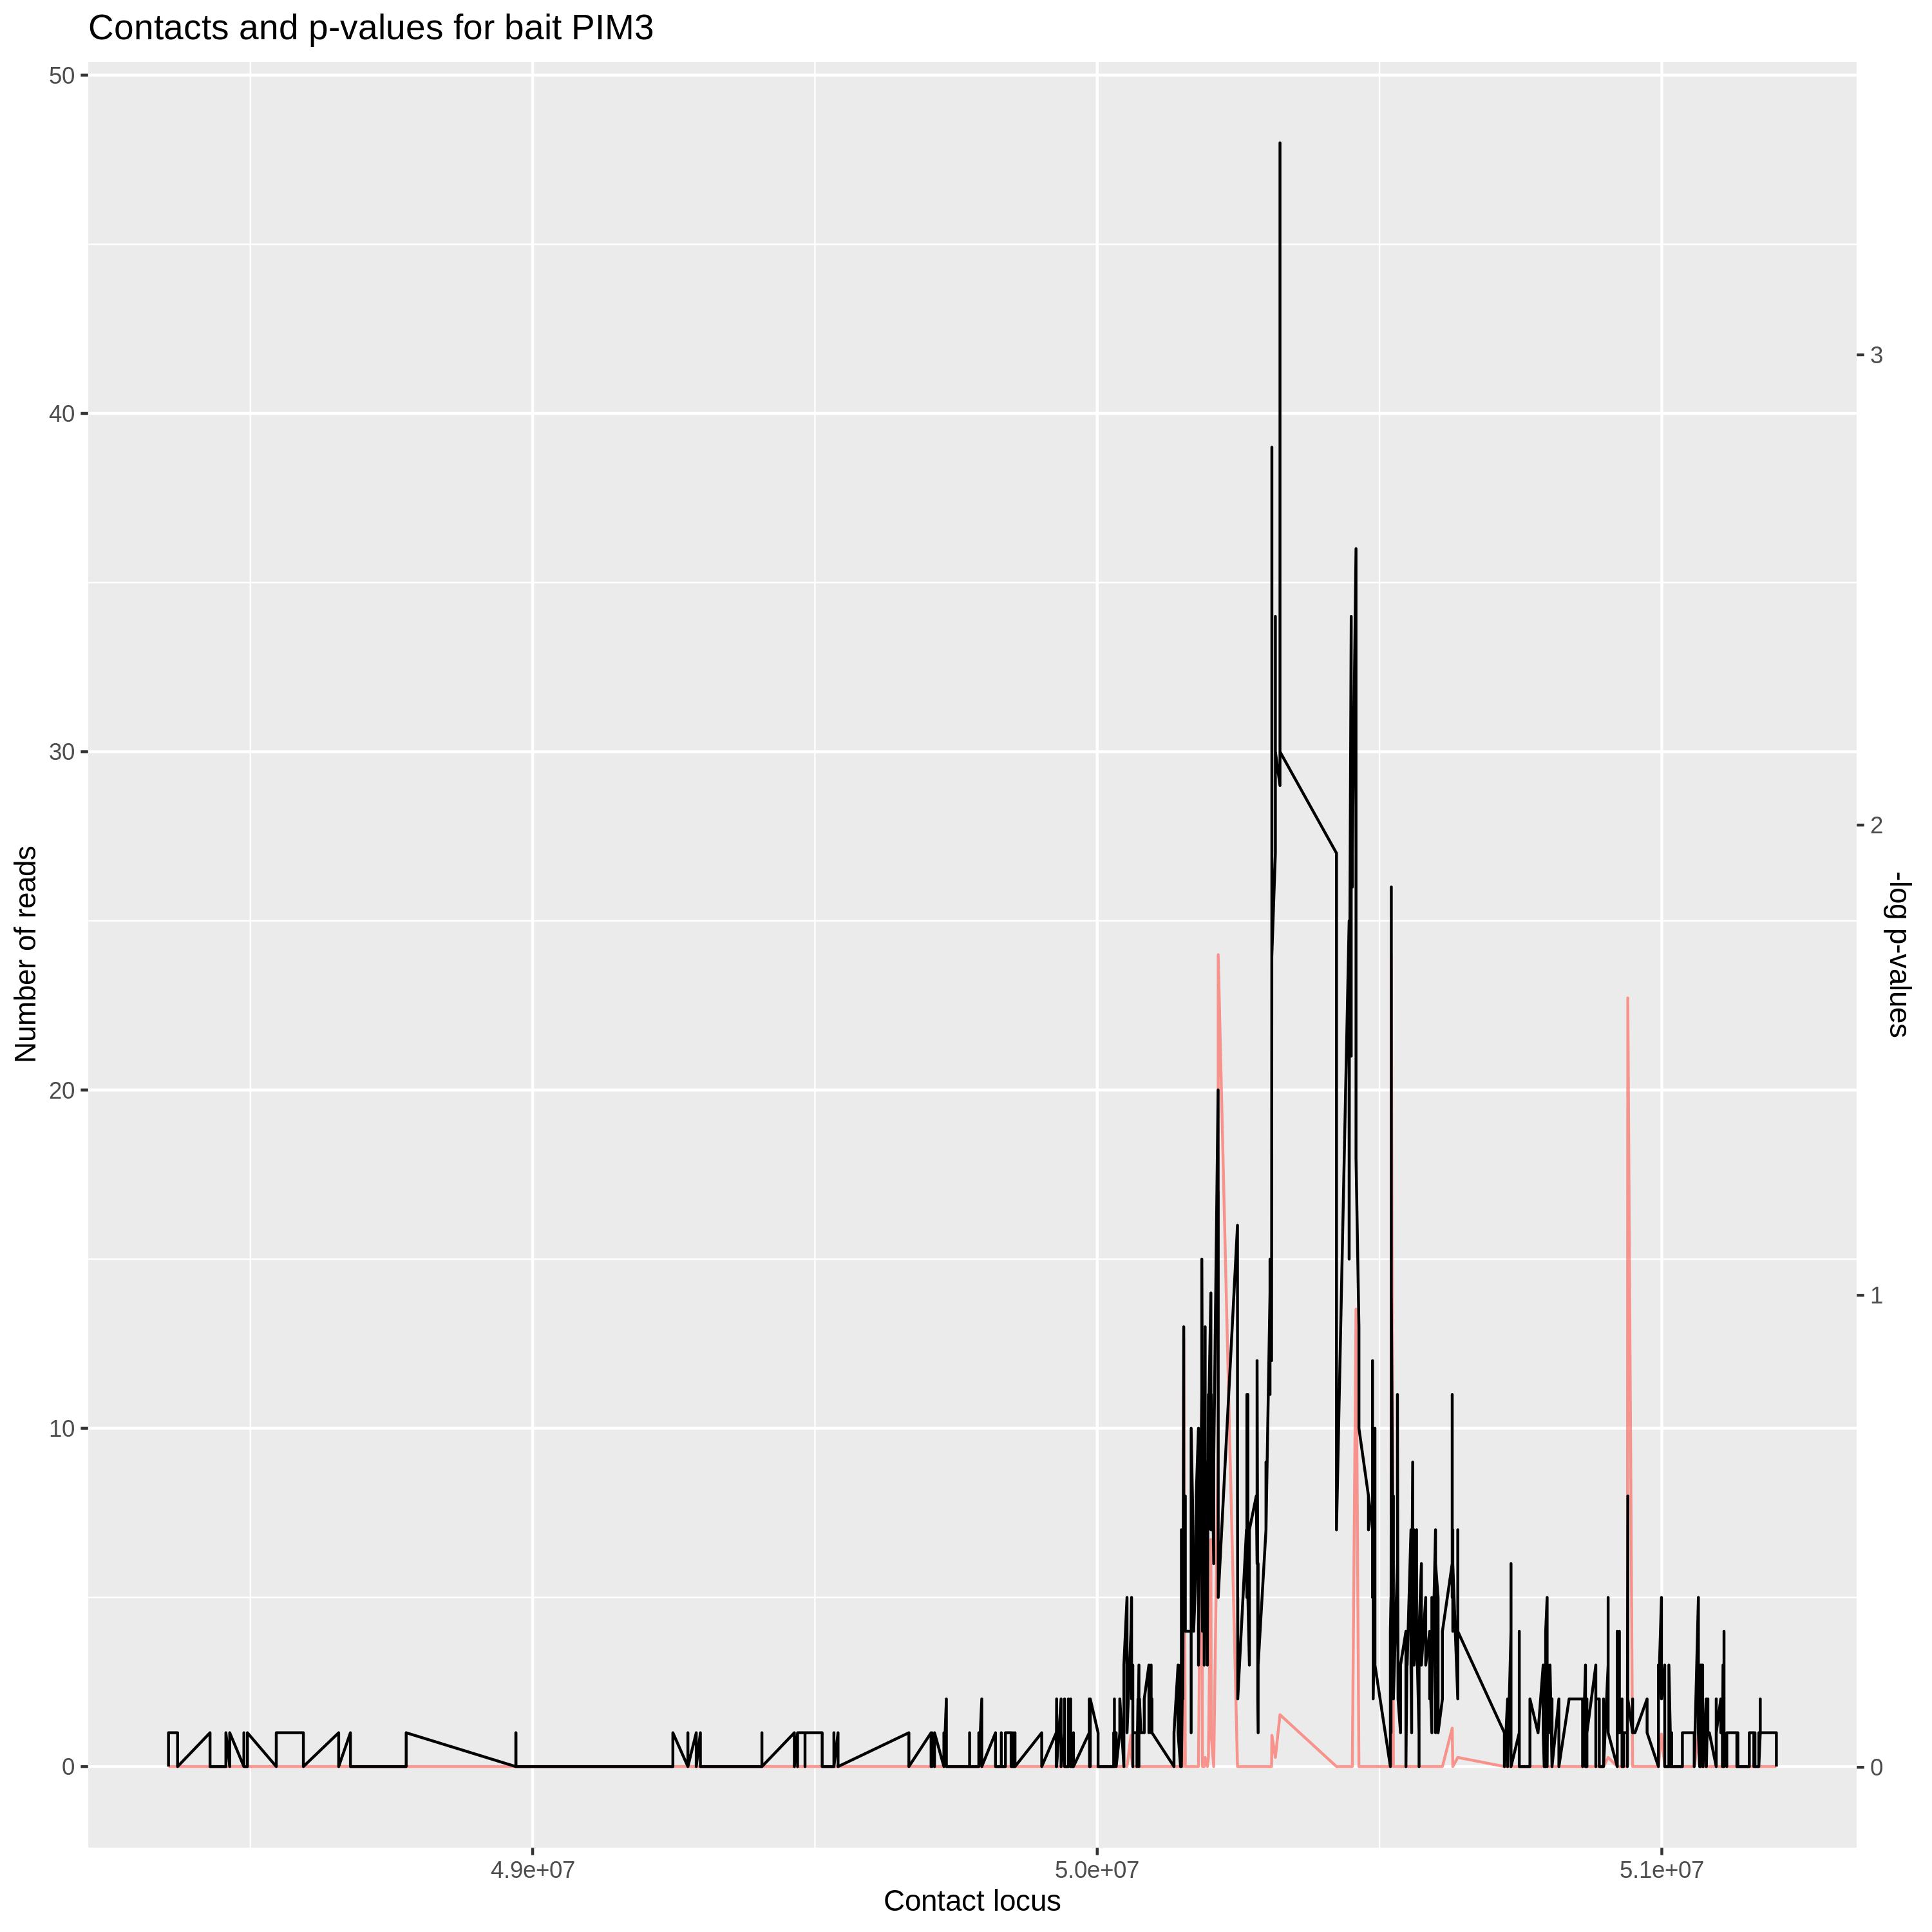 Contacts and p-values for bait PIM3
50
40
30
20
10
0
Number of reads
3
2
1
0
-log p-values
4.9e+07
5.0e+07
5.1e+07
Contact locus